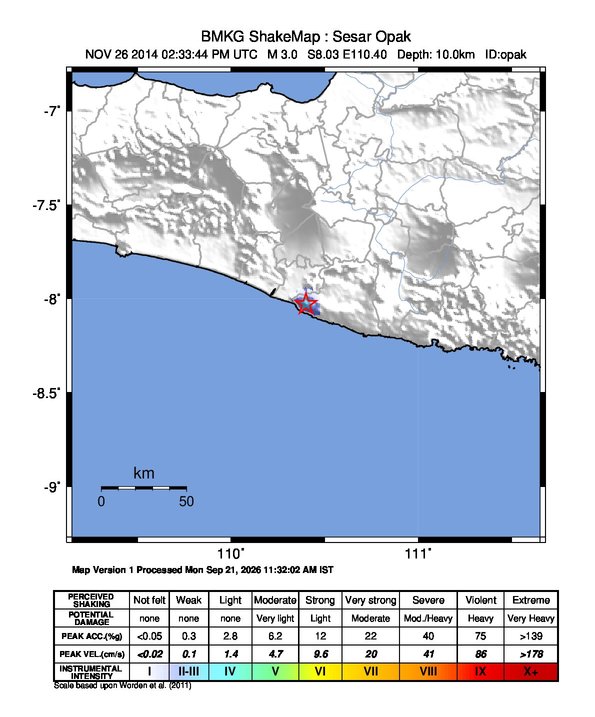 BMKG ShakeMap : Sesar Opak
NOV 26 2014 02:33:44 PM UTC M 3.0 S8.03 E110.40 Depth: 10.0km ID:opak
-7°
-7.5°
-8°
-8.5°
-9°
km
0 50
110° 111°
Map Version 1 Processed Mon Sep 21, 2026 11:32:02 AM IST
PERCEIVED SHAKING Not felt Weak Light Moderate Strong Very strong Severe Violent Extreme
POTENTIAL DAMAGE none none none Very light Light Moderate Mod./Heavy Heavy Very Heavy
PEAK ACC.(%g) <0.05 0.3 2.8 6.2 12 22 40 75 >139
PEAK VEL.(cm/s) <0.02 0.1 1.4 4.7 9.6 20 41 86 >178
INSTRUMENTAL INTENSITY I II-III IV V VI VII VIII IX X+
Scale based upon Worden et al. (2011)